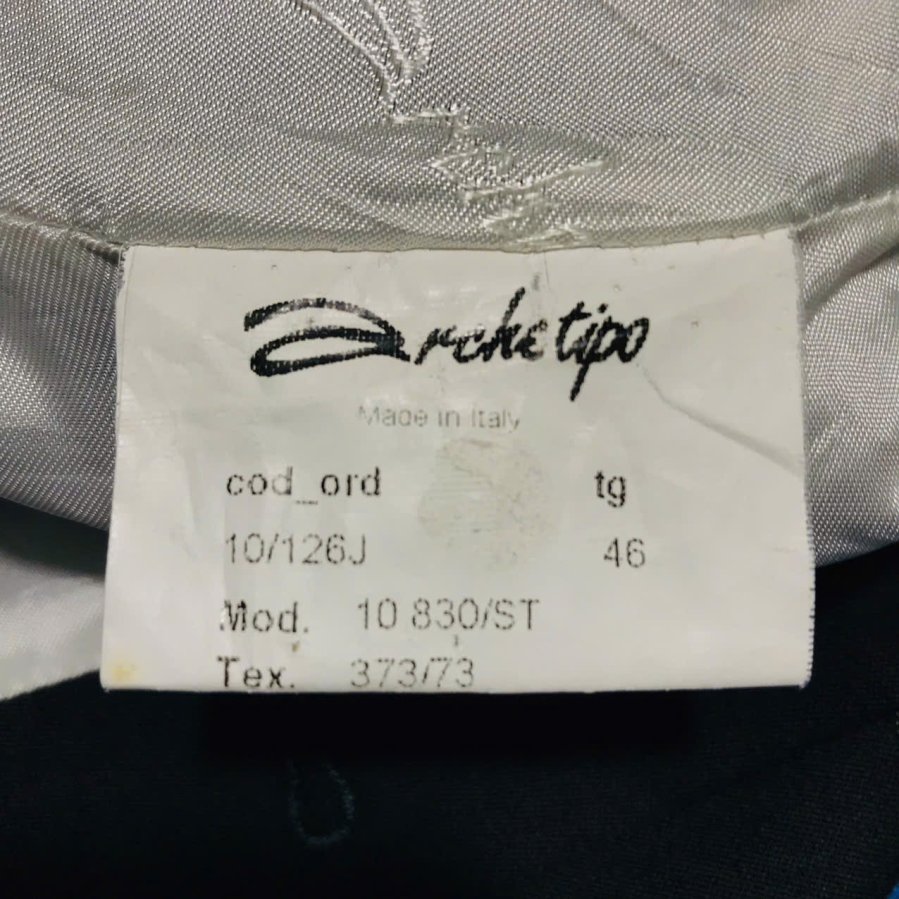 Archetipo
Made in Italy
cod_ord tg
10/126J 46
Mod. 10 830/ST
Tex. 373/73